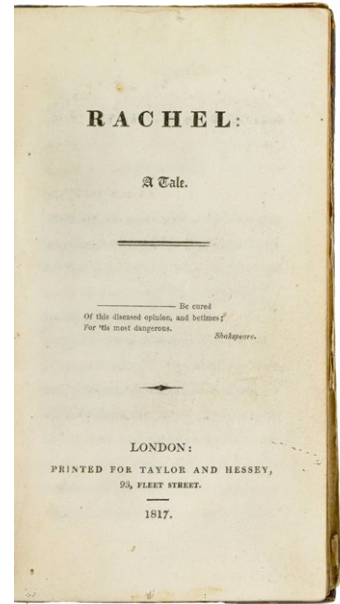 RACHEL:
A Tale.
Be cured
Of this diseased opinion, and betimes;
For 'tis most dangerous.
Shakspeare.
LONDON:
PRINTED FOR TAYLOR AND HESSEY,
93, FLEET STREET.
1817.